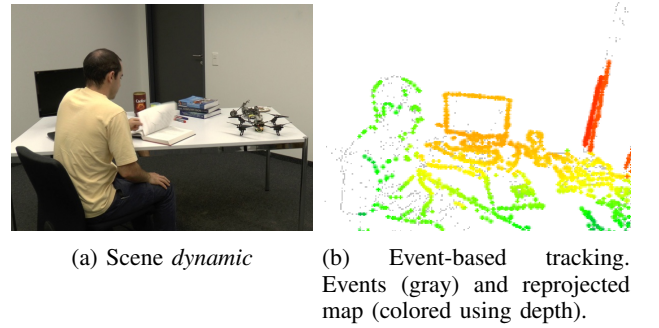 (a) Scene dynamic
(b) Event-based tracking.
Events (gray) and reprojected
map (colored using depth).